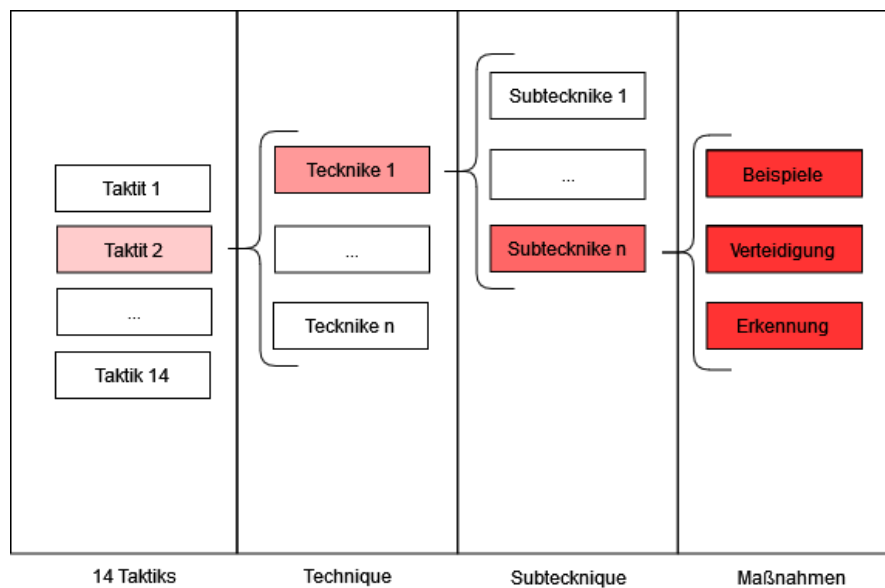 Taktit 1
Taktit 2
...
Taktik 14
Tecknike 1
...
Tecknike n
Subtecknike 1
...
Subtecknike n
Beispiele
Verteidigung
Erkennung
14 Taktiks
Technique
Subtecknique
Maßnahmen